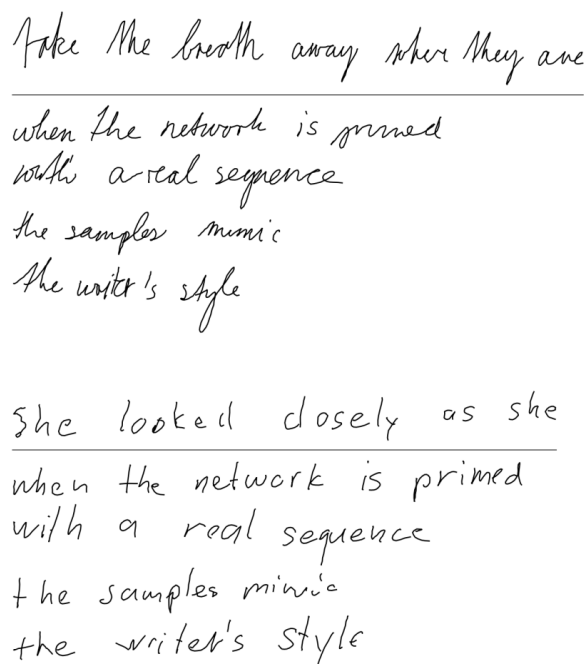 take the breath away when they are
when the network is primed
with a real sequence
the samples mimic
the writer's style
She looked closely as she
when the network is primed
with a real sequence
the samples mimic
the writer's style